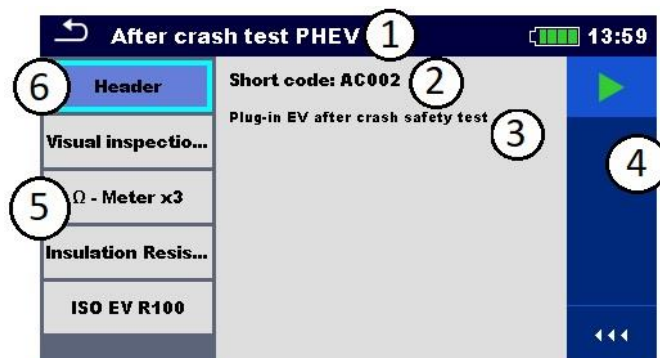 After crash test PHEV
1
13:59
6
Header
Short code: AC002
2
Plug-in EV after crash safety test
3
Visual inspectio...
4
5
Ω - Meter x3
Insulation Resis...
ISO EV R100